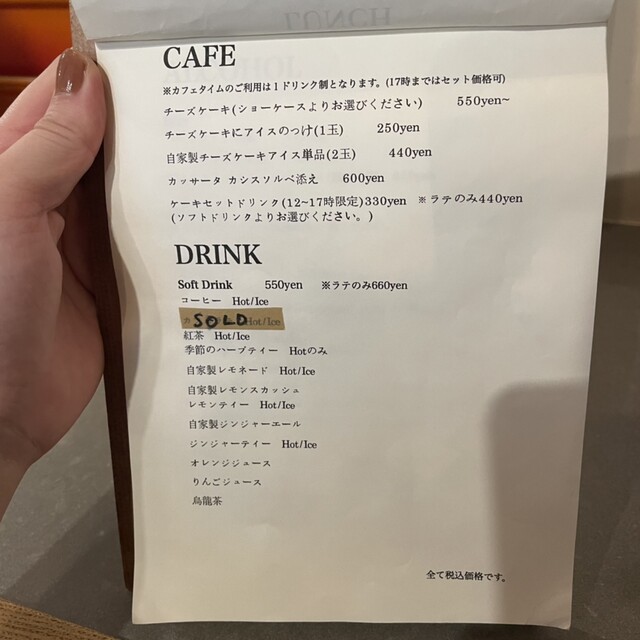 LUNCH
CAFE
※カフェタイムのご利用は1ドリンク制となります。(17時まではセット価格可)
チーズケーキ(ショーケースよりお選びください) 550yen~
チーズケーキにアイスのっけ(1玉) 250yen
自家製チーズケーキアイス単品(2玉) 440yen
カッサータ カシスソルベ添え 600yen
ケーキセットドリンク(12~17時限定)330yen ※ラテのみ440yen
(ソフトドリンクよりお選びください。)
DRINK
Soft Drink 550yen ※ラテのみ660yen
コーヒー Hot/Ice
SOLD Hot/Ice
紅茶 Hot/Ice
季節のハーブティー Hotのみ
自家製レモネード Hot/Ice
自家製レモンスカッシュ
レモンティー Hot/Ice
自家製ジンジャーエール
ジンジャーティー Hot/Ice
オレンジジュース
りんごジュース
烏龍茶
全て税込価格です。